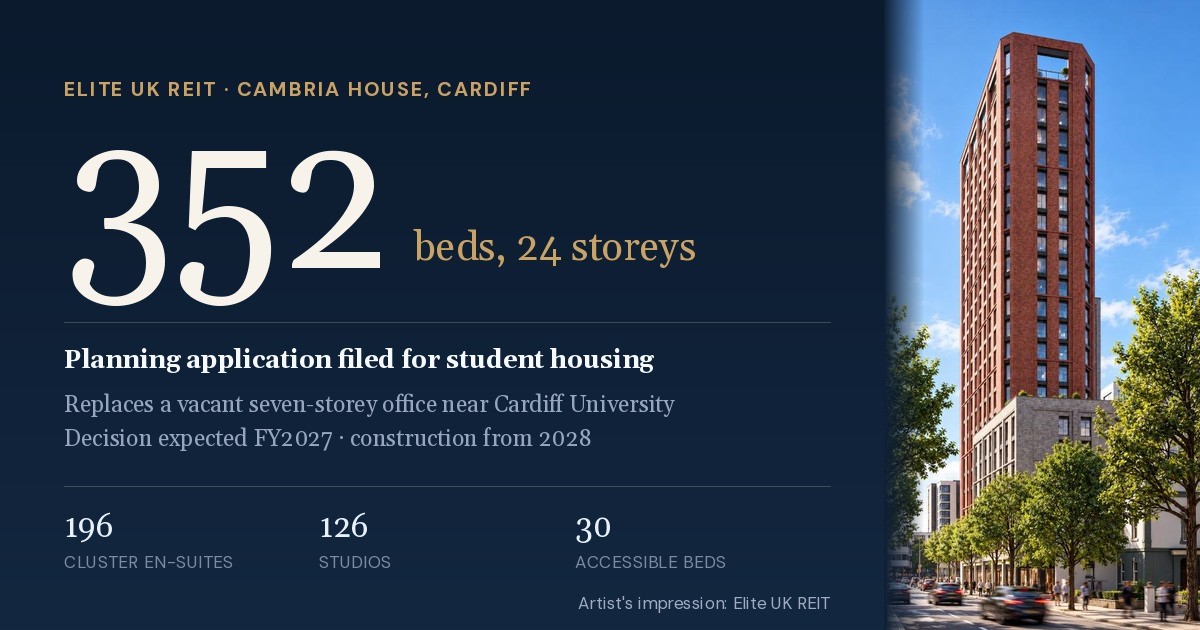 ELITE UK REIT · CAMBRIA HOUSE, CARDIFF
352 beds, 24 storeys
Planning application filed for student housing
Replaces a vacant seven-storey office near Cardiff University
Decision expected FY2027 · construction from 2028
196 126 30
CLUSTER EN-SUITES STUDIOS ACCESSIBLE BEDS
Artist's impression: Elite UK REIT